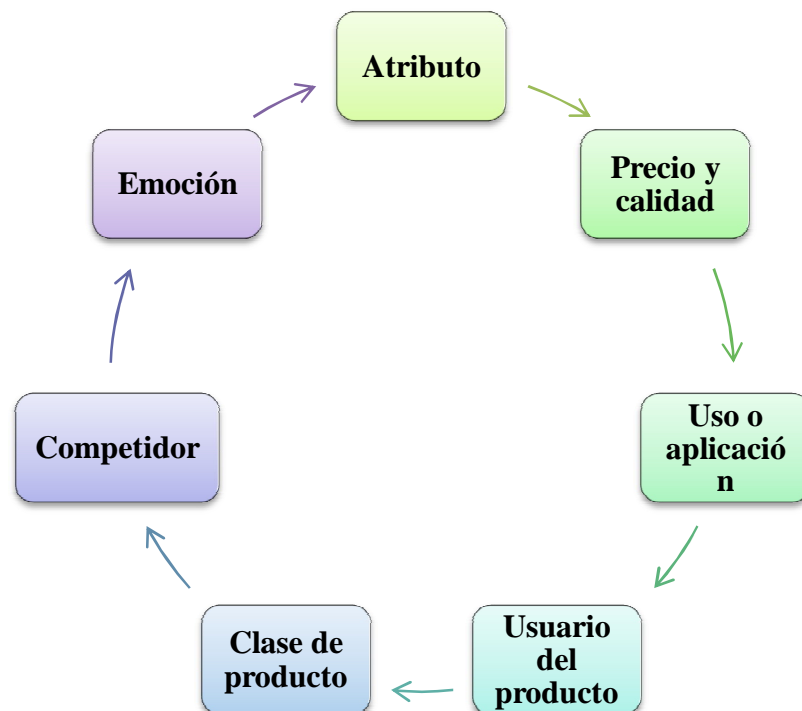 Atributo
Precio y
calidad
Uso o
aplicació
n
Usuario
del
producto
Clase de
producto
Competidor
Emoción